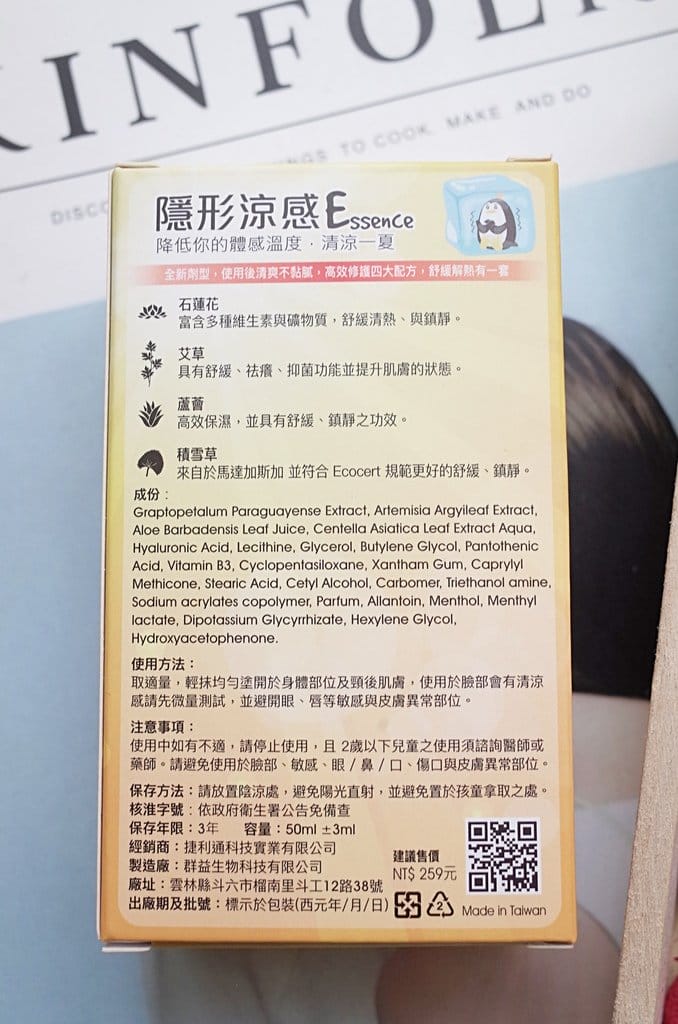 INFOL
DISC
NGS TO COOK, MAKE AND DO
隱形涼感Essence
降低你的體感溫度．清涼一夏
全新劑型，使用後清爽不黏膩，高效修護四大配方，舒緩解熱有一套
石蓮花
富含多種維生素與礦物質，舒緩清熱、與鎮靜。
艾草
具有舒緩、祛癢、抑菌功能並提升肌膚的狀態。
蘆薈
高效保濕，並具有舒緩、鎮靜之功效。
積雪草
來自於馬達加斯加 並符合 Ecocert 規範更好的舒緩、鎮靜。
成份：
Graptopetalum Paraguayense Extract, Artemisia Argyileaf Extract,
Aloe Barbadensis Leaf Juice, Centella Asiatica Leaf Extract Aqua,
Hyaluronic Acid, Lecithine, Glycerol, Butylene Glycol, Pantothenic
Acid, Vitamin B3, Cyclopentasiloxane, Xantham Gum, Caprylyl
Methicone, Stearic Acid, Cetyl Alcohol, Carbomer, Triethanol amine,
Sodium acrylates copolymer, Parfum, Allantoin, Menthol, Menthyl
lactate, Dipotassium Glycyrrhizate, Hexylene Glycol,
Hydroxyacetophenone.
使用方法：
取適量，輕抹均勻塗開於身體部位及頸後肌膚，使用於臉部會有清涼
感請先微量測試，並避開眼、唇等敏感與皮膚異常部位。
注意事項：
使用中如有不適，請停止使用，且 2歲以下兒童之使用須諮詢醫師或
藥師。請避免使用於臉部、敏感、眼/鼻/口、傷口與皮膚異常部位。
保存方法：請放置陰涼處，避免陽光直射，並避免置於孩童拿取之處。
核淮字號：依政府衛生署公告免備查
保存年限：3年 容量：50ml ±3ml
經銷商：捷利通科技實業有限公司
製造廠：群益生物科技有限公司
廠址：雲林縣斗六市榴南里斗工12路38號
出廠期及批號：標示於包裝(西元年/月/日)
建議售價
NT$ 259元
2
Made in Taiwan